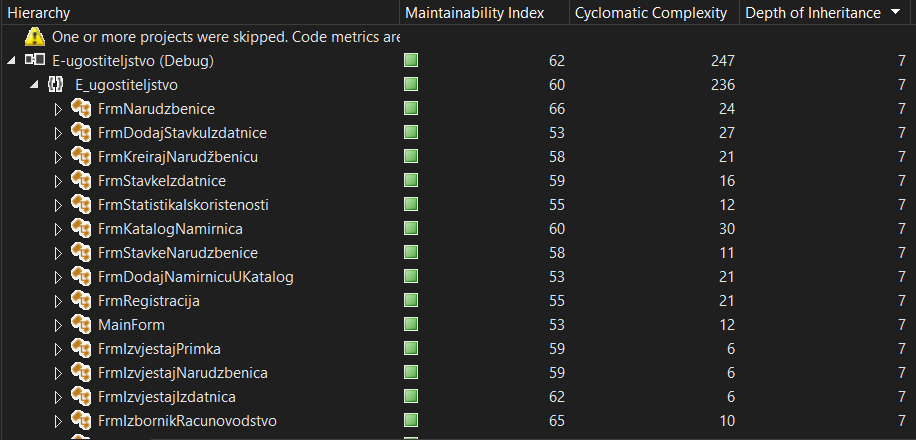 Hierarchy Maintainability Index Cyclomatic Complexity Depth of Inheritance
One or more projects were skipped. Code metrics are
E-ugostiteljstvo (Debug) 62 247 7
E_ugostiteljstvo 60 236 7
FrmNarudzbenice 66 24 7
FrmDodajStavkuIzdatnice 53 27 7
FrmKreirajNarudžbenicu 58 21 7
FrmStavkeIzdatnice 59 16 7
FrmStatistikaIskoristenosti 55 12 7
FrmKatalogNamirnica 60 30 7
FrmStavkeNarudzbenice 58 11 7
FrmDodajNamirnicuUKatalog 53 21 7
FrmRegistracija 55 21 7
MainForm 53 12 7
FrmIzvjestajPrimka 59 6 7
FrmIzvjestajNarudzbenica 59 6 7
FrmIzvjestajIzdatnica 62 6 7
FrmIzbornikRacunovodstvo 65 10 7